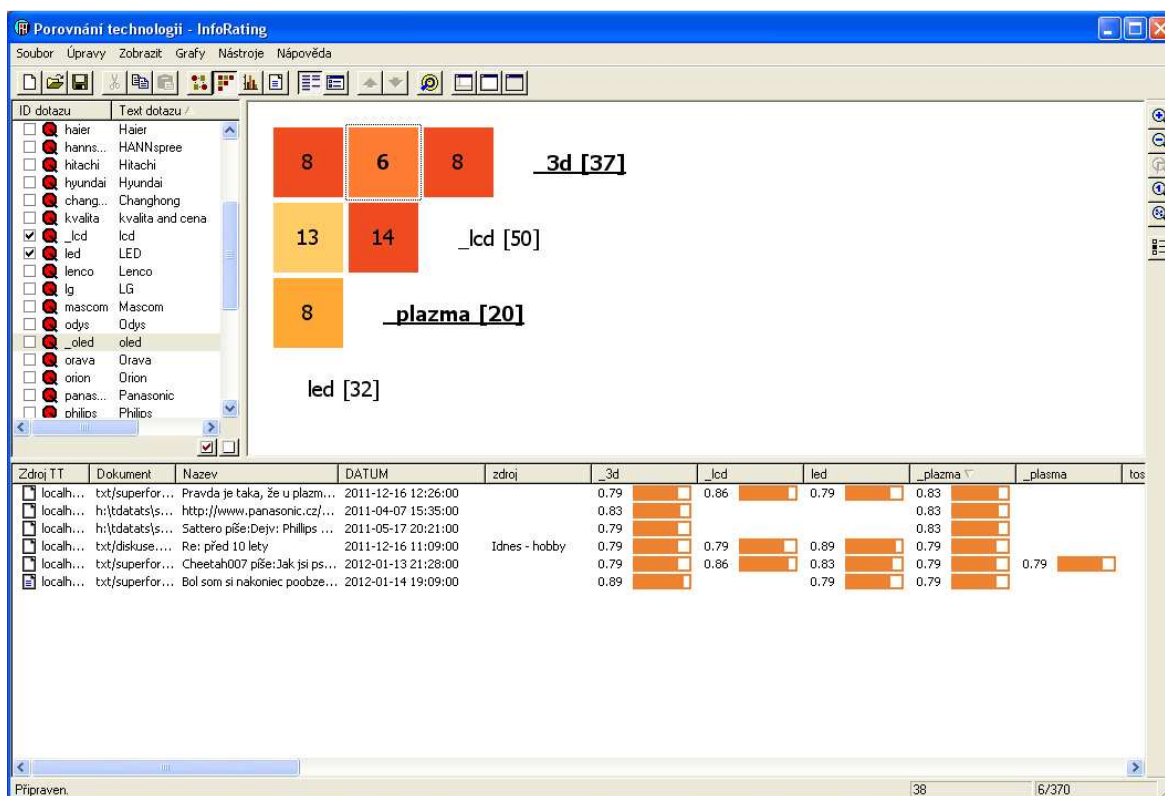 Porovnání technologii - InfoRating
Soubor Úpravy Zobrazit Grafy Nástroje Nápověda
ID dotazu Text dotazu
haier Haier
hanns... HANNspree
hitachi Hitachi
hyundai Hyundai
chang... Changhong
kvalita kvalita and cena
_lcd lcd
led LED
lenco Lenco
lg LG
mascom Mascom
odys Odys
_oled oled
orava Orava
orion Orion
panas... Panasonic
philips Philips
8 6 8 _3d [37]
13 14 _lcd [50]
8 _plazma [20]
led [32]
Zdroj TT Dokument Nazev DATUM zdroj _3d _lcd led _plazma _plasma tos
localh... txt/superfor... Pravda je taka, že u plazm... 2011-12-16 12:26:00 0.79 0.86 0.79 0.83
localh... h:\tdatats\s... http://www.panasonic.cz/... 2011-04-07 15:35:00 0.83 0.83
localh... h:\tdatats\s... Sattero píše:Dejv: Phillips ... 2011-05-17 20:21:00 0.79 0.83
localh... txt/diskuse.... Re: před 10 lety 2011-12-16 11:09:00 Idnes - hobby 0.79 0.79 0.89 0.79
localh... txt/superfor... Cheetah007 píše:Jak jsi ps... 2012-01-13 21:28:00 0.79 0.86 0.83 0.79 0.79
localh... txt/superfor... Bol som si nakoniec poobze... 2012-01-14 19:09:00 0.89 0.79 0.79
Připraven. 38 6/370